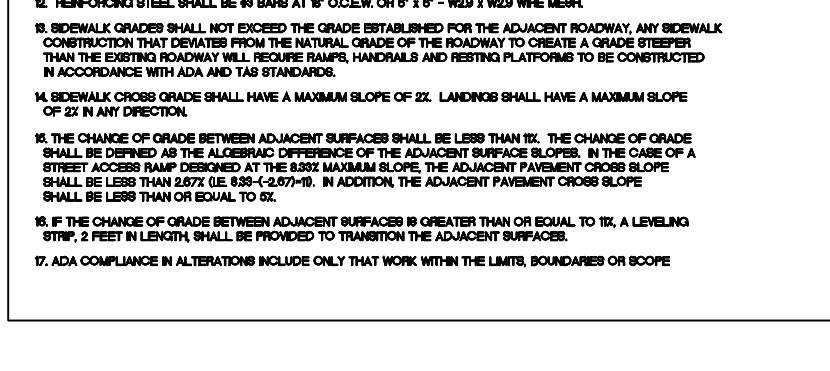 12. REINFORCING STEEL SHALL BE #3 BARS AT 18" O.C.E.W. OR 6" X 6" - W2.9 X W2.9 WIRE MESH.
13. SIDEWALK GRADES SHALL NOT EXCEED THE GRADE ESTABLISHED FOR THE ADJACENT ROADWAY, ANY SIDEWALK
CONSTRUCTION THAT DEVIATES FROM THE NATURAL GRADE OF THE ROADWAY TO CREATE A GRADE STEEPER
THAN THE EXISTING ROADWAY WILL REQUIRE RAMPS, HANDRAILS AND RESTING PLATFORMS TO BE CONSTRUCTED
IN ACCORDANCE WITH ADA AND TAS STANDARDS.
14. SIDEWALK CROSS GRADE SHALL HAVE A MAXIMUM SLOPE OF 2%. LANDINGS SHALL HAVE A MAXIMUM SLOPE
OF 2% IN ANY DIRECTION.
15. THE CHANGE OF GRADE BETWEEN ADJACENT SURFACES SHALL BE LESS THAN 11%. THE CHANGE OF GRADE
SHALL BE DEFINED AS THE ALGEBRAIC DIFFERENCE OF THE ADJACENT SURFACE SLOPES. IN THE CASE OF A
STREET ACCESS RAMP DESIGNED AT THE 8.33% MAXIMUM SLOPE, THE ADJACENT PAVEMENT CROSS SLOPE
SHALL BE LESS THAN 2.67% (I.E. 8.33-(-2.67)=11). IN ADDITION, THE ADJACENT PAVEMENT CROSS SLOPE
SHALL BE LESS THAN OR EQUAL TO 5%.
16. IF THE CHANGE OF GRADE BETWEEN ADJACENT SURFACES IS GREATER THAN OR EQUAL TO 11%, A LEVELING
STRIP, 2 FEET IN LENGTH, SHALL BE PROVIDED TO TRANSITION THE ADJACENT SURFACES.
17. ADA COMPLIANCE IN ALTERATIONS INCLUDE ONLY THAT WORK WITHIN THE LIMITS, BOUNDARIES OR SCOPE